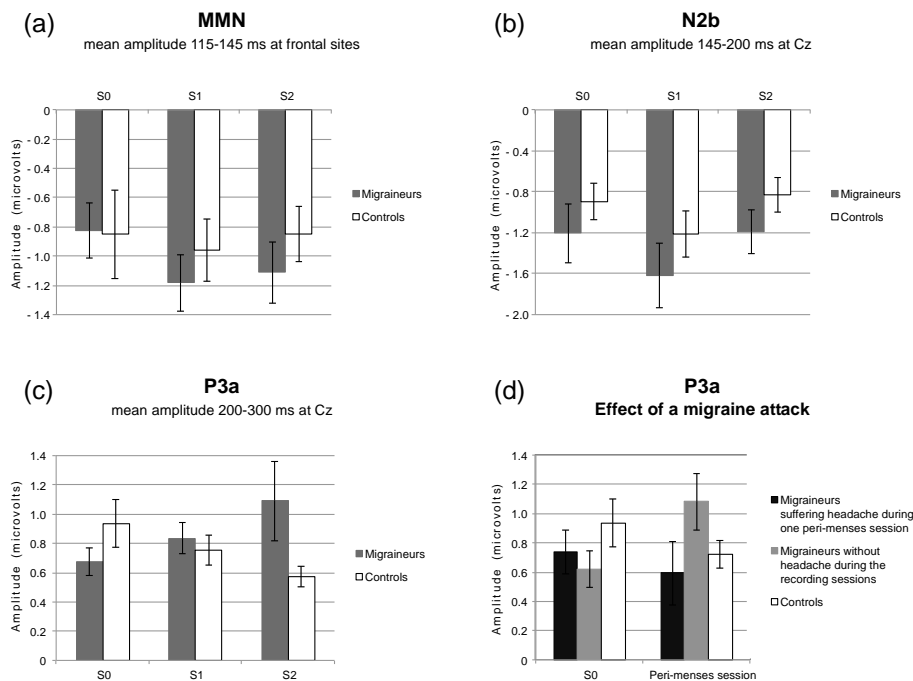 (a)
MMN
mean amplitude 115-145 ms at frontal sites
S0 S1 S2
0
- 0.2
- 0.4
- 0.6
- 0.8
- 1.0
- 1.2
- 1.4
Amplitude (microvolts)
Migraineurs
Controls
(b)
N2b
mean amplitude 145-200 ms at Cz
S0 S1 S2
0
- 0.4
- 0.8
- 1.2
- 1.6
- 2.0
Amplitude (microvolts)
Migraineurs
Controls
(c)
P3a
mean amplitude 200-300 ms at Cz
1.4
1.2
1.0
0.8
0.6
0.4
0.2
0
Amplitude (microvolts)
S0 S1 S2
Migraineurs
Controls
(d)
P3a
Effect of a migraine attack
1.4
1.2
1.0
0.8
0.6
0.4
0.2
0
Amplitude (microvolts)
S0 Peri-menses session
Migraineurs
suffering headache during
one peri-menses session
Migraineurs without
headache during the
recording sessions
Controls